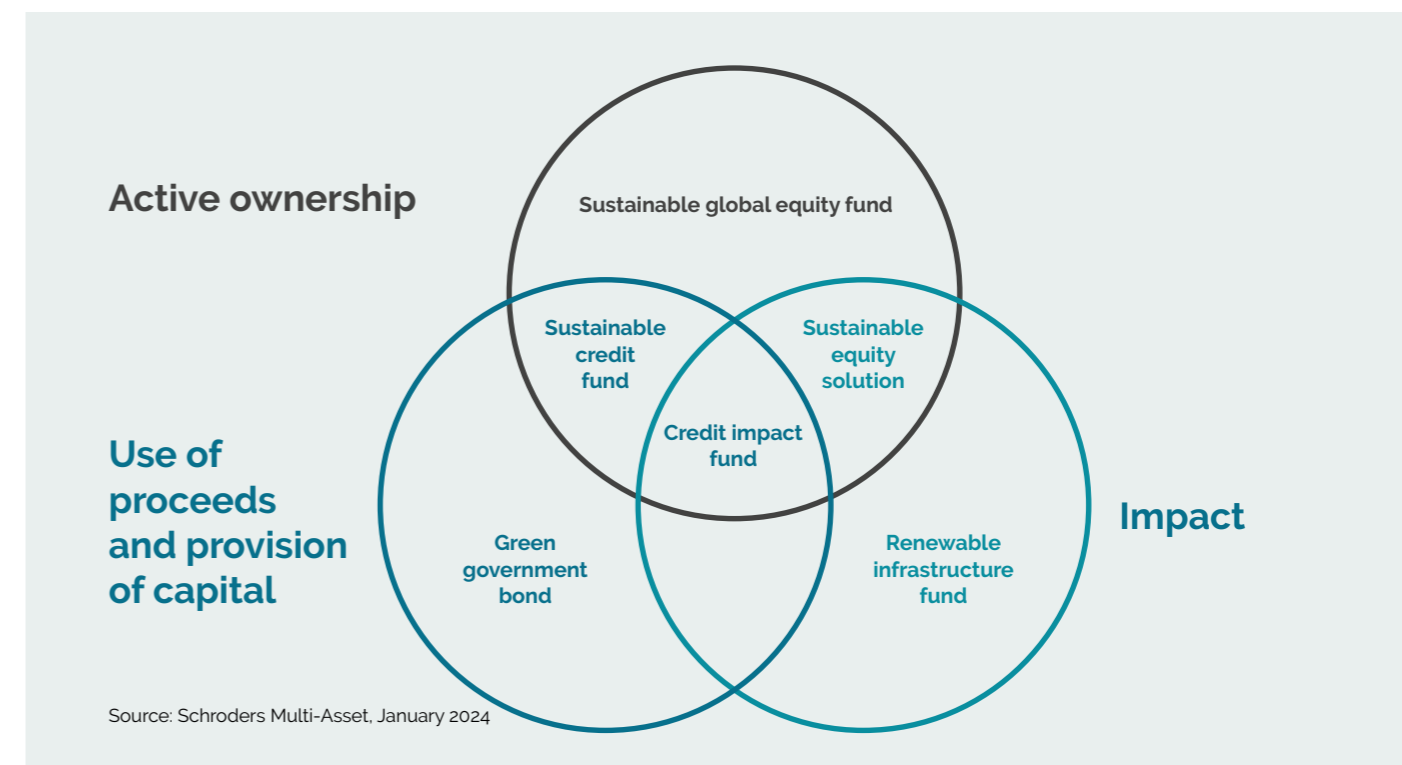 Active ownership
Sustainable global equity fund
Sustainable
credit
fund
Sustainable
equity
solution
Credit impact
fund
Use of
proceeds
and provision
of capital
Impact
Green
government
bond
Renewable
infrastructure
fund
Source: Schroders Multi-Asset, January 2024